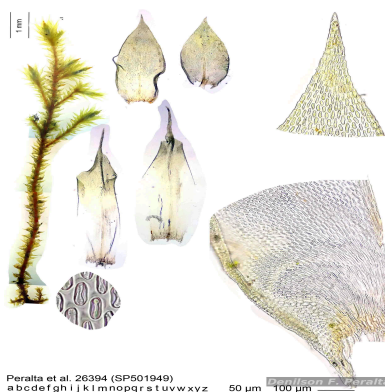 1 mm
Peralta et al. 26394 (SP501949)
a b c d e f g h i j k l m n o p q r s t u v w x y z 50 µm 100 µm
Denilson F. Peralta